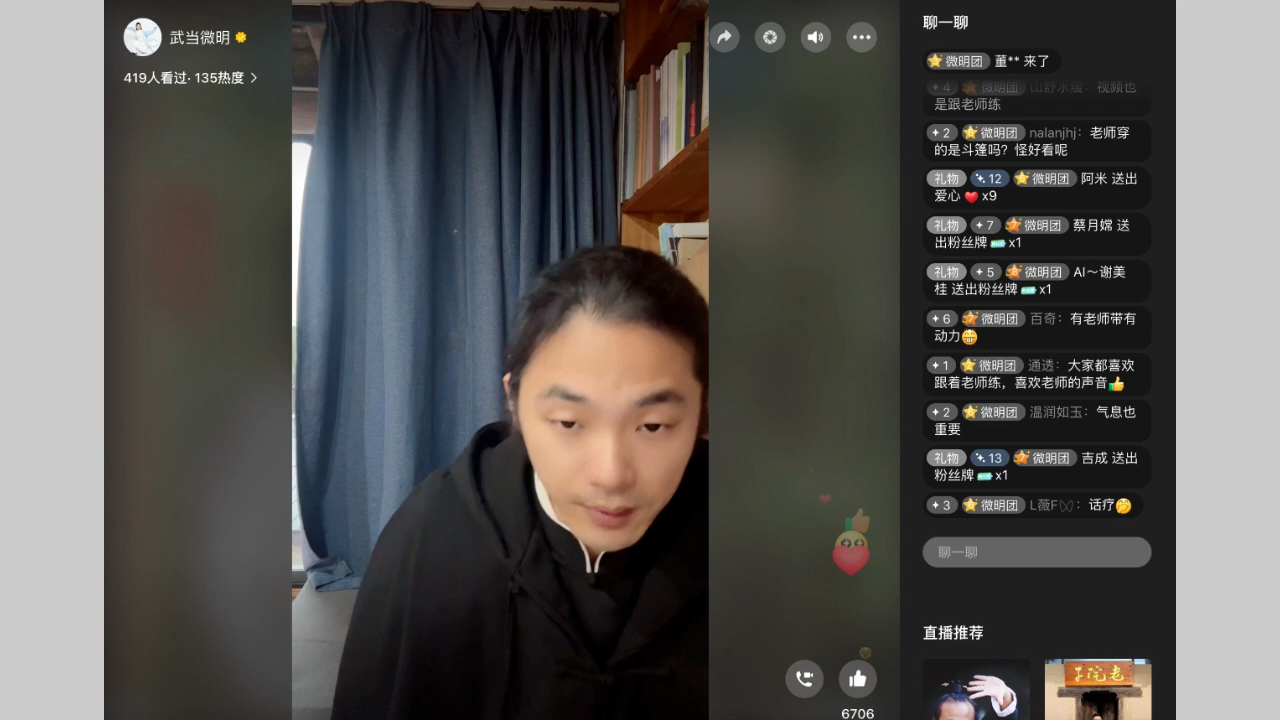 武当微明
419人看过· 135热度 >
6706
聊一聊
微明团 董** 来了
4 微明团 山舒水缓: 视频也
是跟老师练
2 微明团 nalanjhj: 老师穿
的是斗篷吗? 怪好看呢
礼物 12 微明团 阿米 送出
爱心 x9
礼物 7 微明团 蔡月嫦 送
出粉丝牌 x1
礼物 5 微明团 AI~谢美
桂 送出粉丝牌 x1
6 微明团 百奇: 有老师带有
动力
1 微明团 通透: 大家都喜欢
跟着老师练, 喜欢老师的声音
2 微明团 温润如玉: 气息也
重要
礼物 13 微明团 吉成 送出
粉丝牌 x1
3 微明团 L薇F: 话疗
聊一聊
直播推荐
老院子